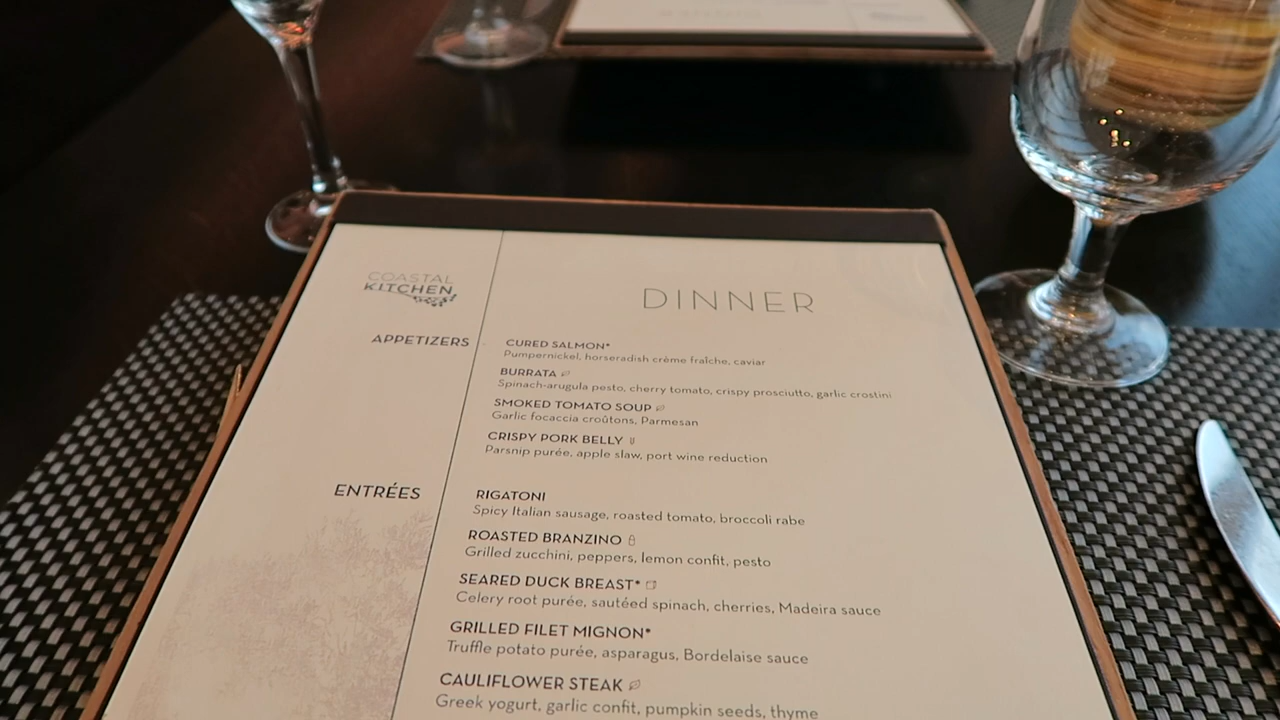 COASTAL
KITCHEN
DINNER
APPETIZERS
CURED SALMON*
Pumpernickel, horseradish crème fraîche, caviar
BURRATA
Spinach-arugula pesto, cherry tomato, crispy prosciutto, garlic crostini
SMOKED TOMATO SOUP
Garlic focaccia croûtons, Parmesan
CRISPY PORK BELLY
Parsnip purée, apple slaw, port wine reduction
ENTRÉES
RIGATONI
Spicy Italian sausage, roasted tomato, broccoli rabe
ROASTED BRANZINO
Grilled zucchini, peppers, lemon confit, pesto
SEARED DUCK BREAST*
Celery root purée, sautéed spinach, cherries, Madeira sauce
GRILLED FILET MIGNON*
Truffle potato purée, asparagus, Bordelaise sauce
CAULIFLOWER STEAK
Greek yogurt, garlic confit, pumpkin seeds, thyme